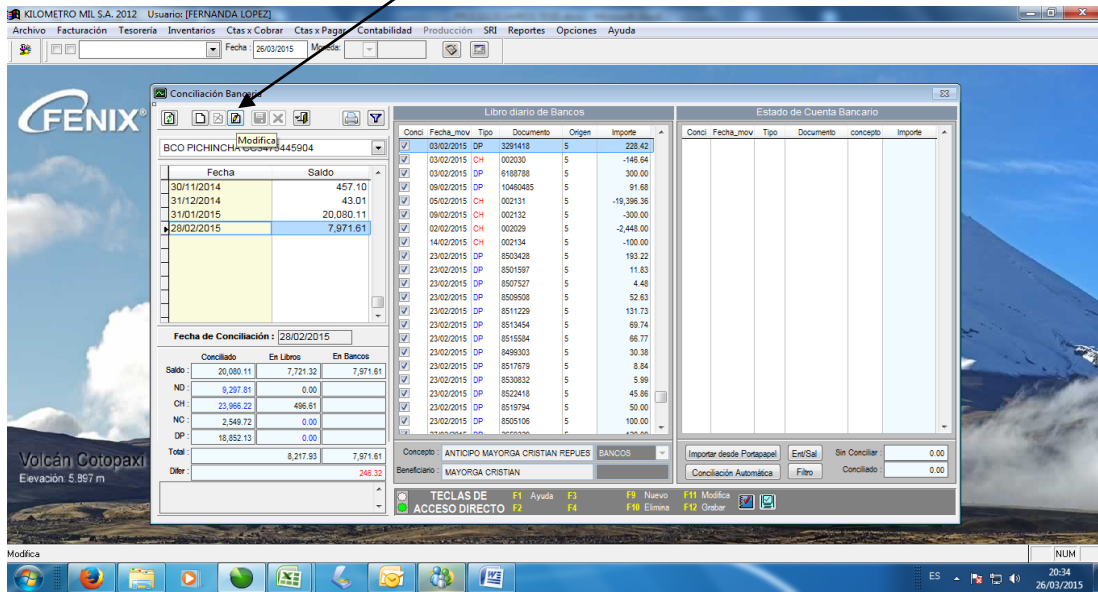 KILOMETRO MIL S.A. 2012 Usuario: [FERNANDA LOPEZ]
Archivo Facturación Tesorería Inventarios Ctas x Cobrar Ctas x Pagar Contabilidad Producción SRI Reportes Opciones Ayuda
Fecha : 26/03/2015 Moneda:
FENIX®
Conciliación Bancaria
Modifica
BCO PICHINCHA
Fecha Saldo
30/11/2014 457.10
31/12/2014 43.01
31/01/2015 20,080.11
28/02/2015 7,971.61
Fecha de Conciliación : 28/02/2015
Conciliado En Libros En Bancos
Saldo : 20,080.11 7,721.32 7,971.61
ND : 9,297.81 0.00
CH : 23,966.22 496.61
NC : 2,549.72 0.00
DP : 18,852.13 0.00
Total : 8,217.93 7,971.61
Difer : 246.32
Libro diario de Bancos
Conci Fecha_mov Tipo Documento Origen Importe
03/02/2015 DP 3291418 5 228.42
03/02/2015 CH 002030 5 -146.64
03/02/2015 DP 6188788 5 300.00
09/02/2015 DP 10460485 5 91.68
05/02/2015 CH 002131 5 -19,396.36
09/02/2015 CH 002132 5 -300.00
02/02/2015 CH 002029 5 -2,448.00
14/02/2015 CH 002134 5 -100.00
23/02/2015 DP 8503428 5 193.22
23/02/2015 DP 8501597 5 11.83
23/02/2015 DP 8507527 5 4.48
23/02/2015 DP 8509508 5 52.63
23/02/2015 DP 8511229 5 131.73
23/02/2015 DP 8513454 5 69.74
23/02/2015 DP 8515584 5 66.77
23/02/2015 DP 8499303 5 30.38
23/02/2015 DP 8517679 5 8.84
23/02/2015 DP 8530832 5 5.99
23/02/2015 DP 8522418 5 45.86
23/02/2015 DP 8519794 5 50.00
23/02/2015 DP 8505106 5 100.00
Concepto : ANTICIPO MAYORGA CRISTIAN REPUES BANCOS
Beneficiario : MAYORGA CRISTIAN
Estado de Cuenta Bancario
Conci Fecha_mov Tipo Documento concepto Importe
Importar desde Portapapel Ent/Sal Sin Conciliar : 0.00
Conciliación Automática Filtro Conciliado : 0.00
TECLAS DE F1 Ayuda F3 F9 Nuevo F11 Modifica
ACCESO DIRECTO F2 F4 F10 Elimina F12 Grabar
Volcán Cotopaxi
Elevación: 5.897 m
Modifica NUM
ES 20:34
26/03/2015